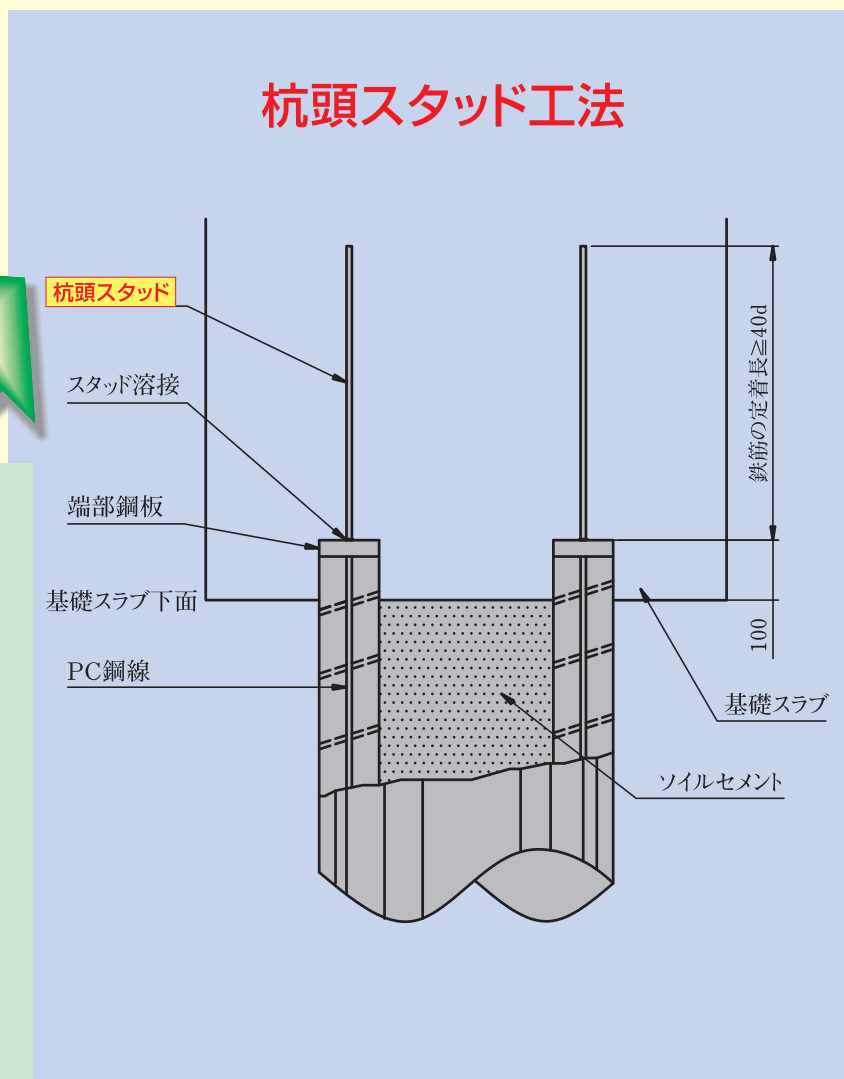 杭頭スタッド工法
杭頭スタッド
スタッド溶接
端部鋼板
基礎スラブ下面
PC鋼線
鉄筋の定着長≧40d
100
基礎スラブ
ソイルセメント